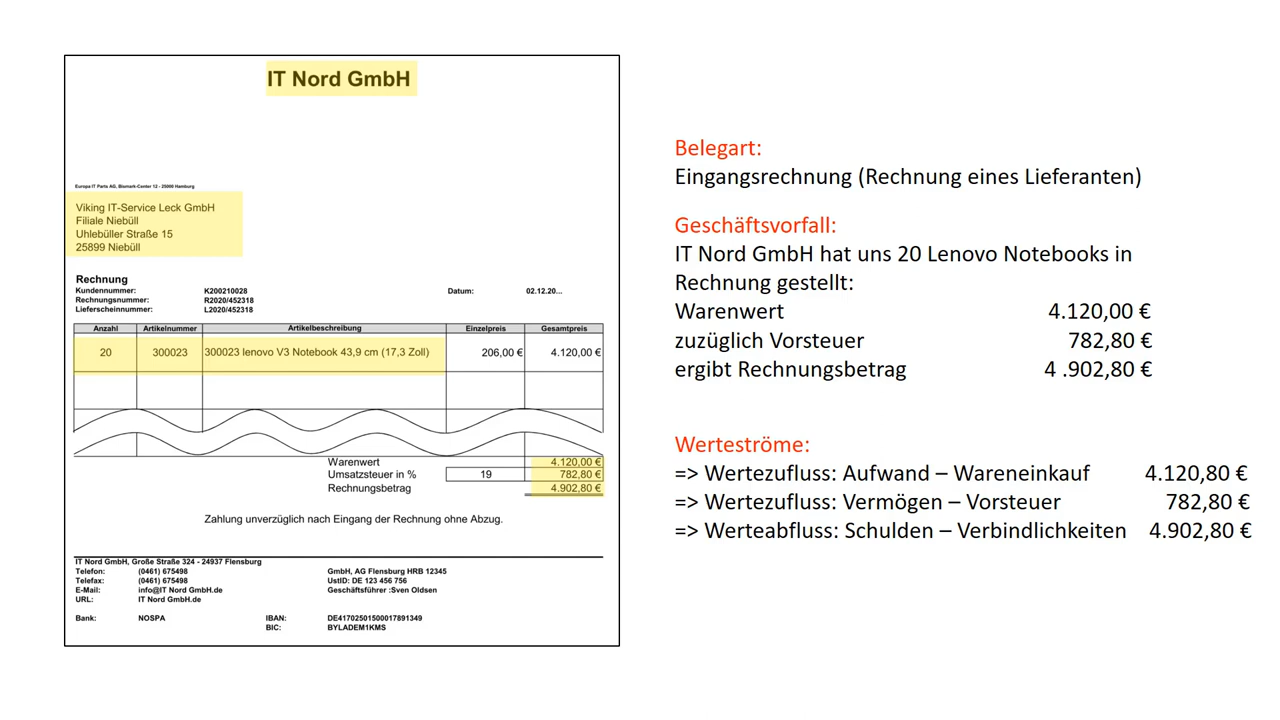 IT Nord GmbH
Europa IT Parts AG, Bismark-Center 12 - 25000 Hamburg
Viking IT-Service Leck GmbH
Filiale Niebüll
Uhlebüller Straße 15
25899 Niebüll
Rechnung
Kundennummer: K200210028 Datum: 02.12.20...
Rechnungsnummer: R2020/452318
Lieferscheinnummer: L2020/452318
Anzahl Artikelnummer Artikelbeschreibung Einzelpreis Gesamtpreis
20 300023 300023 lenovo V3 Notebook 43,9 cm (17,3 Zoll) 206,00 € 4.120,00 €
Warenwert 4.120,00 €
Umsatzsteuer in % 19 782,80 €
Rechnungsbetrag 4.902,80 €
Zahlung unverzüglich nach Eingang der Rechnung ohne Abzug.
IT Nord GmbH, Große Straße 324 - 24937 Flensburg
Telefon: (0461) 675498 GmbH, AG Flensburg HRB 12345
Telefax: (0461) 675498 UstID: DE 123 456 756
E-Mail: info@IT Nord GmbH.de Geschäftsführer :Sven Oldsen
URL: IT Nord GmbH.de
Bank: NOSPA IBAN: DE41702501500017891349
BIC: BYLADEM1KMS
Belegart:
Eingangsrechnung (Rechnung eines Lieferanten)
Geschäftsvorfall:
IT Nord GmbH hat uns 20 Lenovo Notebooks in
Rechnung gestellt:
Warenwert 4.120,00 €
zuzüglich Vorsteuer 782,80 €
ergibt Rechnungsbetrag 4 .902,80 €
Werteströme:
=> Wertezufluss: Aufwand – Wareneinkauf 4.120,80 €
=> Wertezufluss: Vermögen – Vorsteuer 782,80 €
=> Werteabfluss: Schulden – Verbindlichkeiten 4.902,80 €